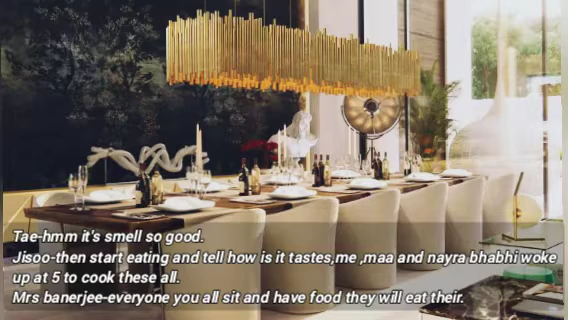 Tae-hmm it's smell so good.
Jisoo-then start eating and tell how is it tastes,me ,maa and nayra bhabhi woke
up at 5 to cook these all.
Mrs banerjee-everyone you all sit and have food they will eat their.